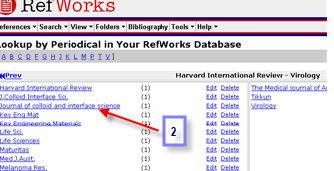 RefWorks
eferences Search View Folders Bibliography Tools Help
Lookup by Periodical in Your RefWorks Database
A B C D E F G H I J K L M P T V ]
Prev Harvard International Review - Virology
Harvard International Review (1) Edit Delete The Medical journal of A
J.Colloid Interface Sci. (1) Edit Delete Tikkun
Journal of colloid and interface science (1) Edit Delete Virology
Key Eng Mat (1) Edit Delete
Key Engineering Materials (1) Edit Delete
Life Sci. (1) Edit Delete
Life Sciences (1) Edit Delete
Maturitas (1) Edit Delete
Med.J.Aust. (1) Edit Delete
Melanoma Res. (1) Edit Delete
2